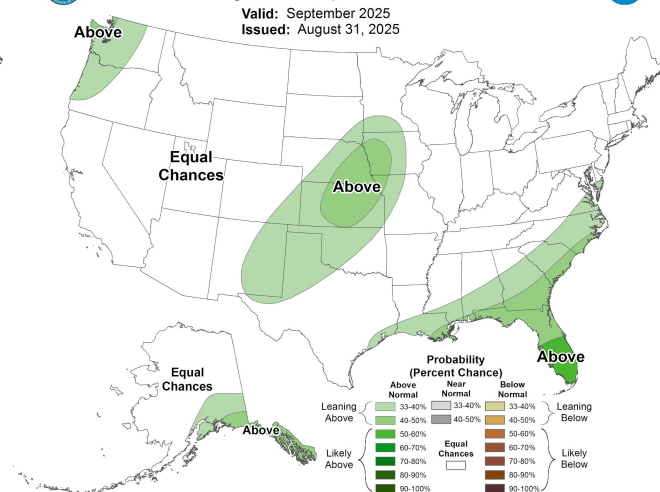 Valid: September 2025
Issued: August 31, 2025
Above
Equal
Chances
Above
Above
Equal
Chances
Above
Probability
(Percent Chance)
Above Normal
Near Normal
Below Normal
Leaning Above
33-40%
33-40%
33-40%
Leaning Below
40-50%
40-50%
40-50%
Likely Above
50-60%
Equal Chances
50-60%
Likely Below
60-70%
60-70%
70-80%
70-80%
80-90%
80-90%
90-100%
90-100%